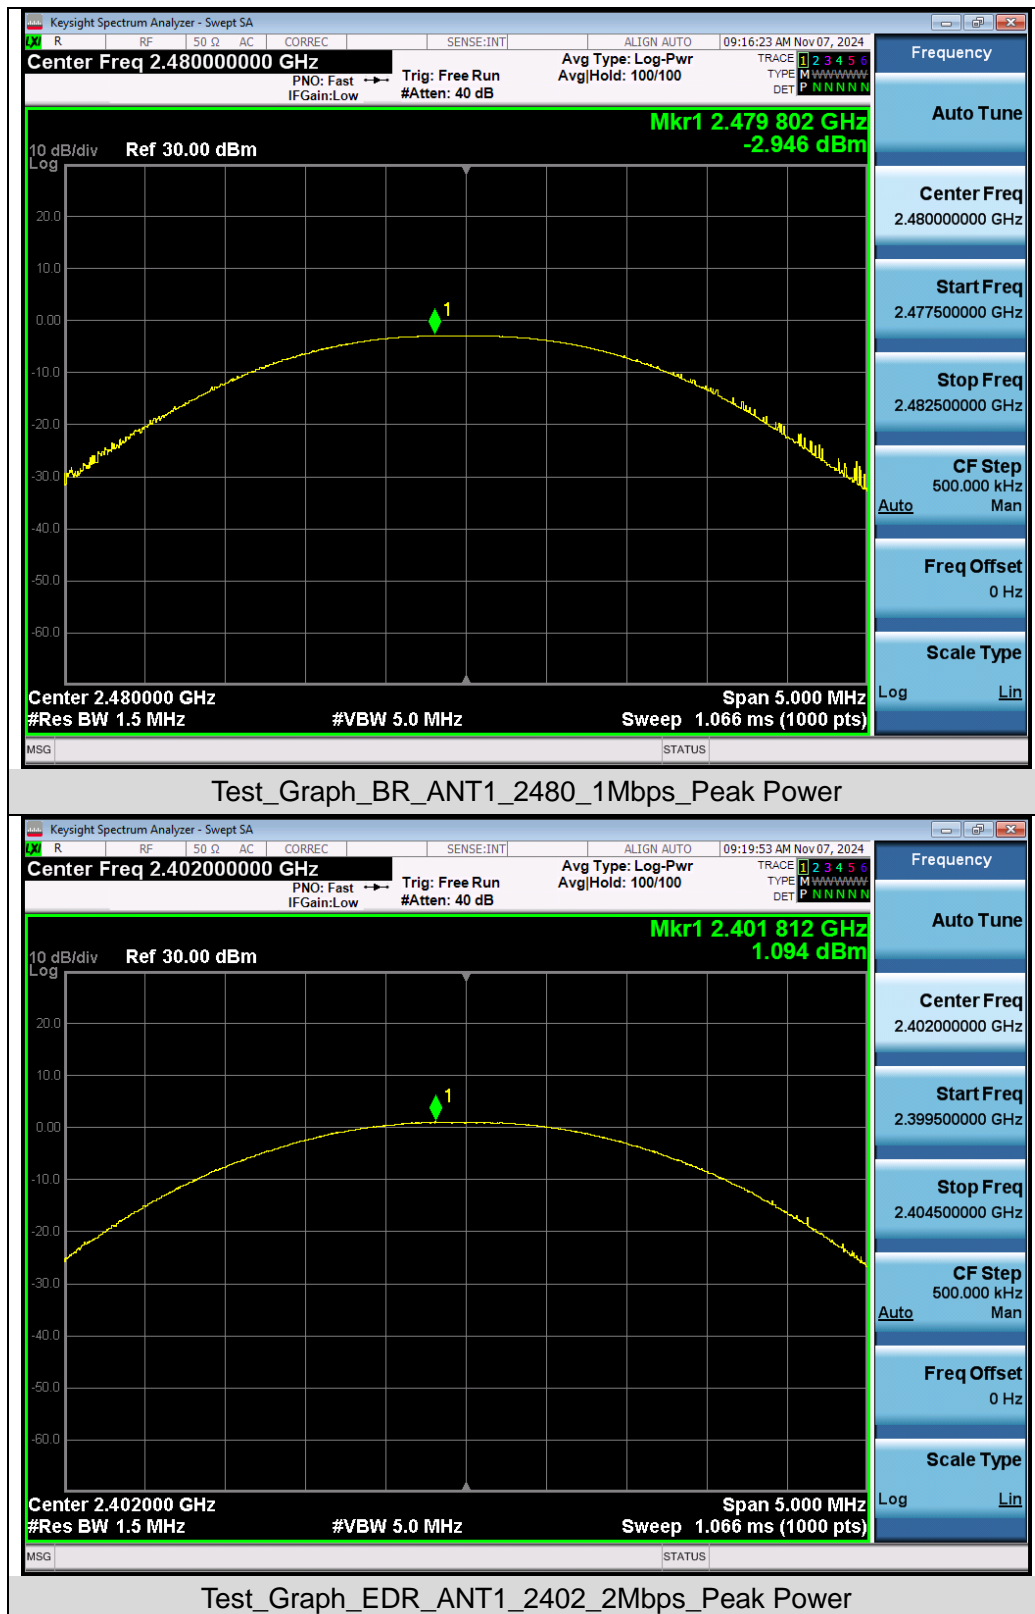 Keysight Spectrum Analyzer - Swept SA
LXI R RF 50 Ω AC CORREC SENSE:INT ALIGN AUTO 09:16:23 AM Nov 07, 2024
Center Freq 2.480000000 GHz
PNO: Fast
IFGain:Low
Trig: Free Run
#Atten: 40 dB
Avg Type: Log-Pwr
Avg|Hold: 100/100
TRACE 1 2 3 4 5 6
TYPE M WWWWW
DET P N N N N N
Mkr1 2.479 802 GHz
-2.946 dBm
10 dB/div
Log
Ref 30.00 dBm
1
20.0
10.0
0.00
-10.0
-20.0
-30.0
-40.0
-50.0
-60.0
Center 2.480000 GHz
Span 5.000 MHz
#Res BW 1.5 MHz
#VBW 5.0 MHz
Sweep 1.066 ms (1000 pts)
MSG
STATUS
Frequency
Auto Tune
Center Freq
2.480000000 GHz
Start Freq
2.477500000 GHz
Stop Freq
2.482500000 GHz
CF Step
500.000 kHz
Auto Man
Freq Offset
0 Hz
Scale Type
Log Lin
Test_Graph_BR_ANT1_2480_1Mbps_Peak Power
Keysight Spectrum Analyzer - Swept SA
LXI R RF 50 Ω AC CORREC SENSE:INT ALIGN AUTO 09:19:53 AM Nov 07, 2024
Center Freq 2.402000000 GHz
PNO: Fast
IFGain:Low
Trig: Free Run
#Atten: 40 dB
Avg Type: Log-Pwr
Avg|Hold: 100/100
TRACE 1 2 3 4 5 6
TYPE M WWWWW
DET P N N N N N
Mkr1 2.401 812 GHz
1.094 dBm
10 dB/div
Log
Ref 30.00 dBm
1
20.0
10.0
0.00
-10.0
-20.0
-30.0
-40.0
-50.0
-60.0
Center 2.402000 GHz
Span 5.000 MHz
#Res BW 1.5 MHz
#VBW 5.0 MHz
Sweep 1.066 ms (1000 pts)
MSG
STATUS
Frequency
Auto Tune
Center Freq
2.402000000 GHz
Start Freq
2.399500000 GHz
Stop Freq
2.404500000 GHz
CF Step
500.000 kHz
Auto Man
Freq Offset
0 Hz
Scale Type
Log Lin
Test_Graph_EDR_ANT1_2402_2Mbps_Peak Power